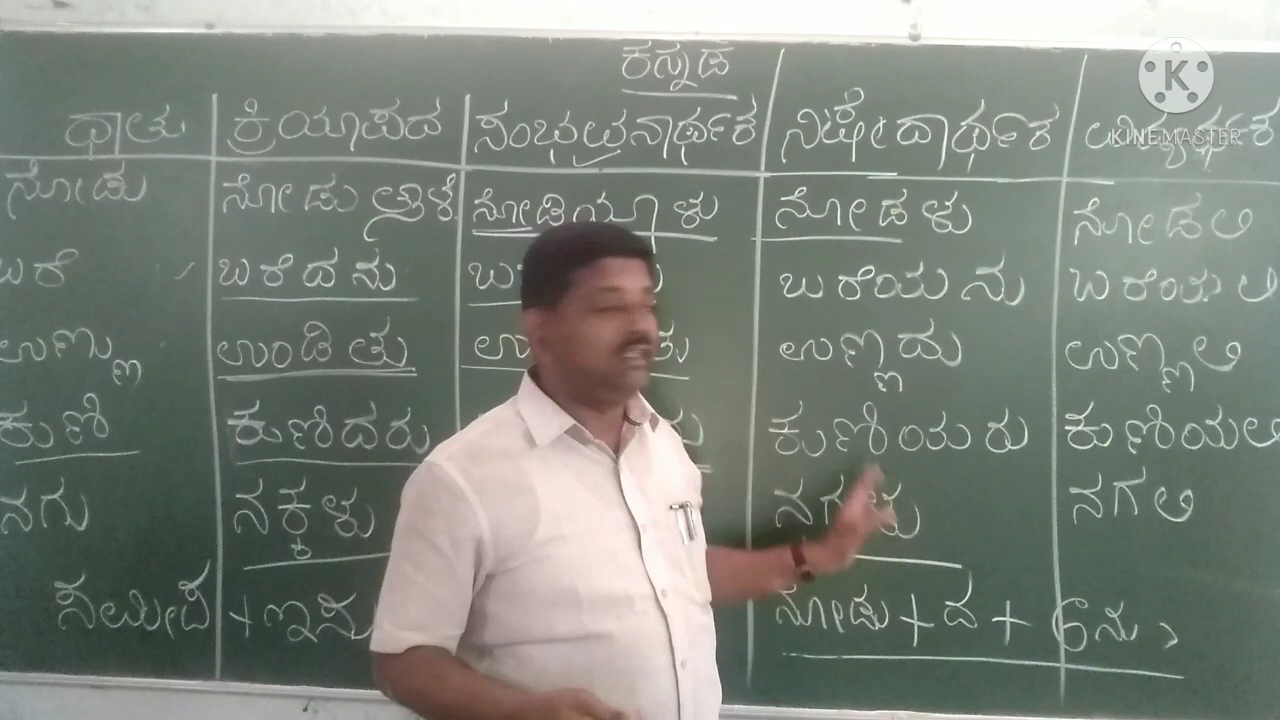 ಕನ್ನಡ
K
KINEMASTER
ಧಾತು ಕ್ರಿಯಾಪದ ಸಂಭಾವನಾರ್ಥಕ ನಿಷೇದಾರ್ಥಕ
ನೋಡು ನೋಡುತ್ತಾಳೆ ನೋಡಿಯಾಳು ನೋಡಳು ನೋಡಲಿ
ಬರೆ ಬರೆದನು ಬರೆಯನು ಬರೆಯಲಿ
ಉಣ್ಣು ಉಂಡಿತು ಉಣ್ಣದು ಉಣ್ಣಲಿ
ಕುಣಿ ಕುಣಿದರು ಕುಣಿಯರು ಕುಣಿಯಲಿ
ನಗು ನಕ್ಕಳು ನಗಳು ನಗಲಿ
ನೋಡು + ದ +